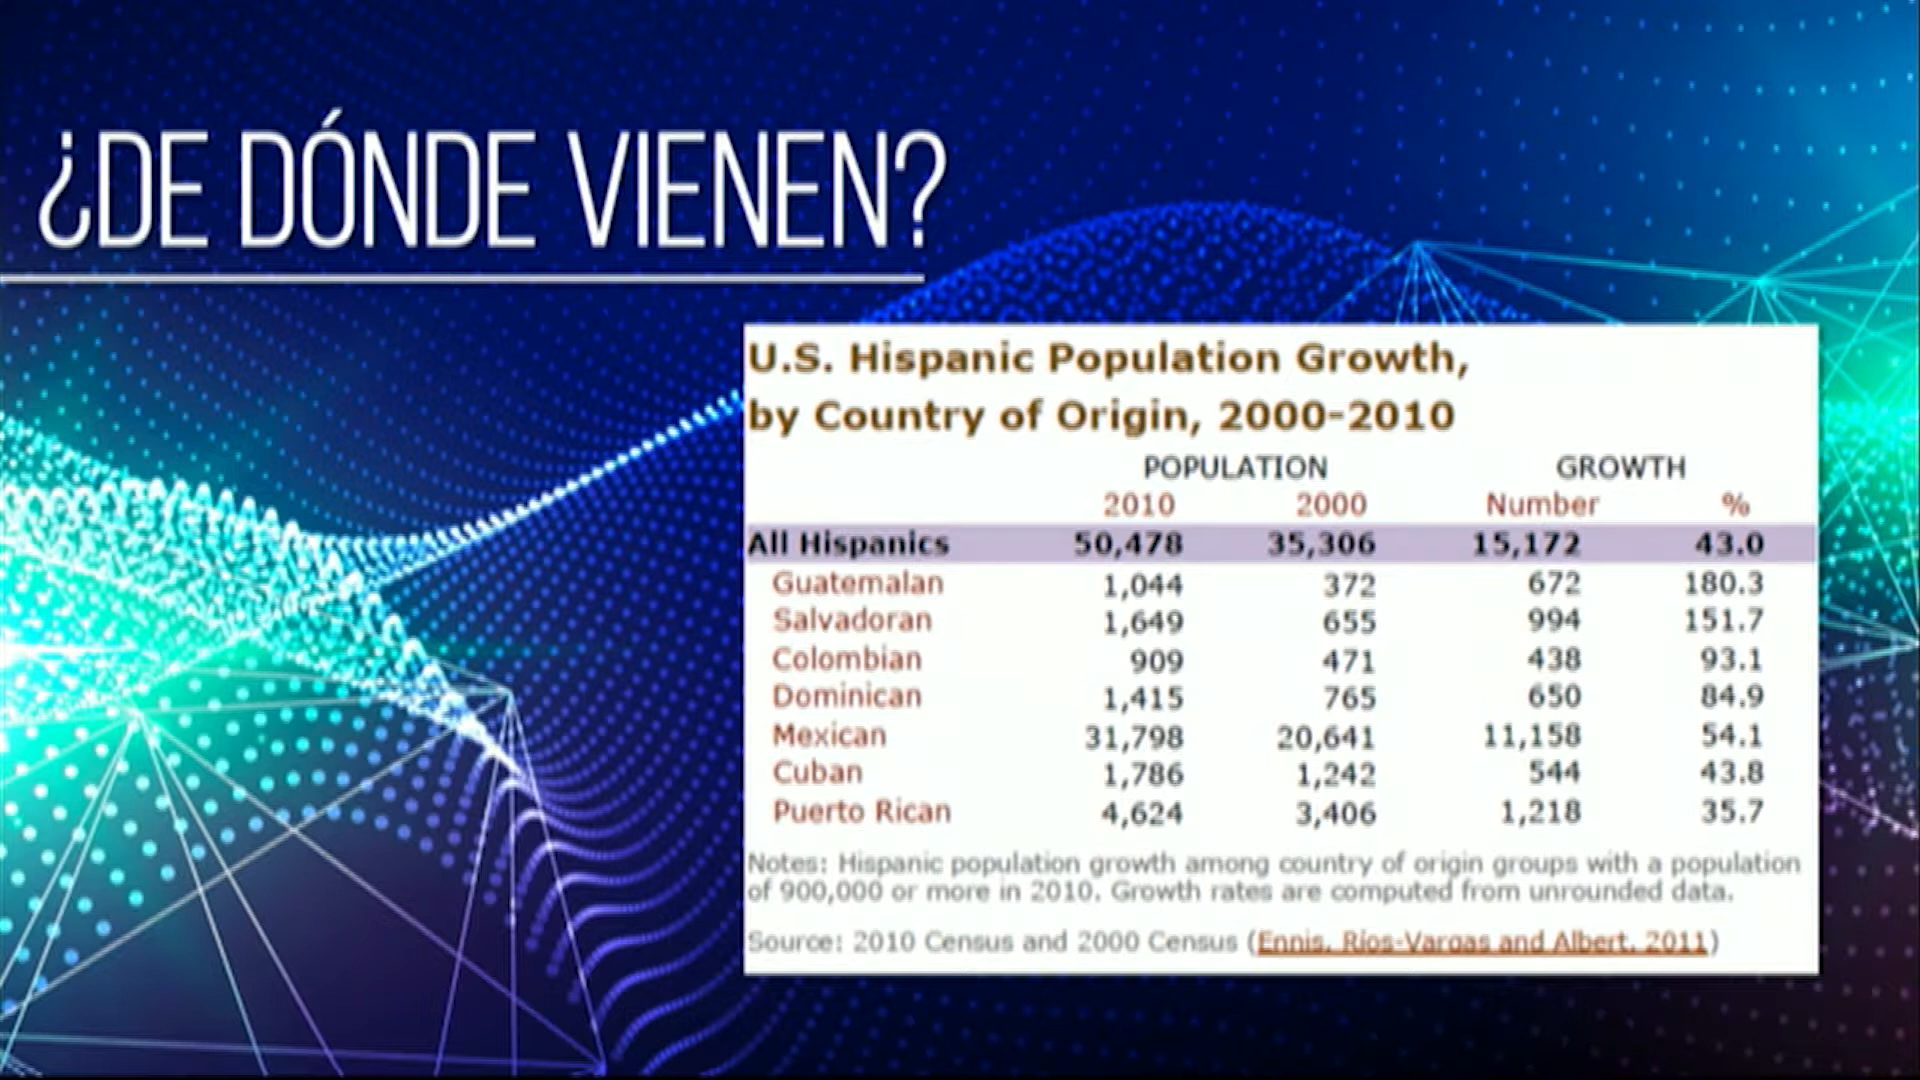 ¿DE DÓNDE VIENEN?
U.S. Hispanic Population Growth,
by Country of Origin, 2000-2010
POPULATION GROWTH
2010 2000 Number %
All Hispanics 50,478 35,306 15,172 43.0
Guatemalan 1,044 372 672 180.3
Salvadoran 1,649 655 994 151.7
Colombian 909 471 438 93.1
Dominican 1,415 765 650 84.9
Mexican 31,798 20,641 11,158 54.1
Cuban 1,786 1,242 544 43.8
Puerto Rican 4,624 3,406 1,218 35.7
Notes: Hispanic population growth among country of origin groups with a population
of 900,000 or more in 2010. Growth rates are computed from unrounded data.
Source: 2010 Census and 2000 Census (Ennis, Ríos-Vargas and Albert, 2011)